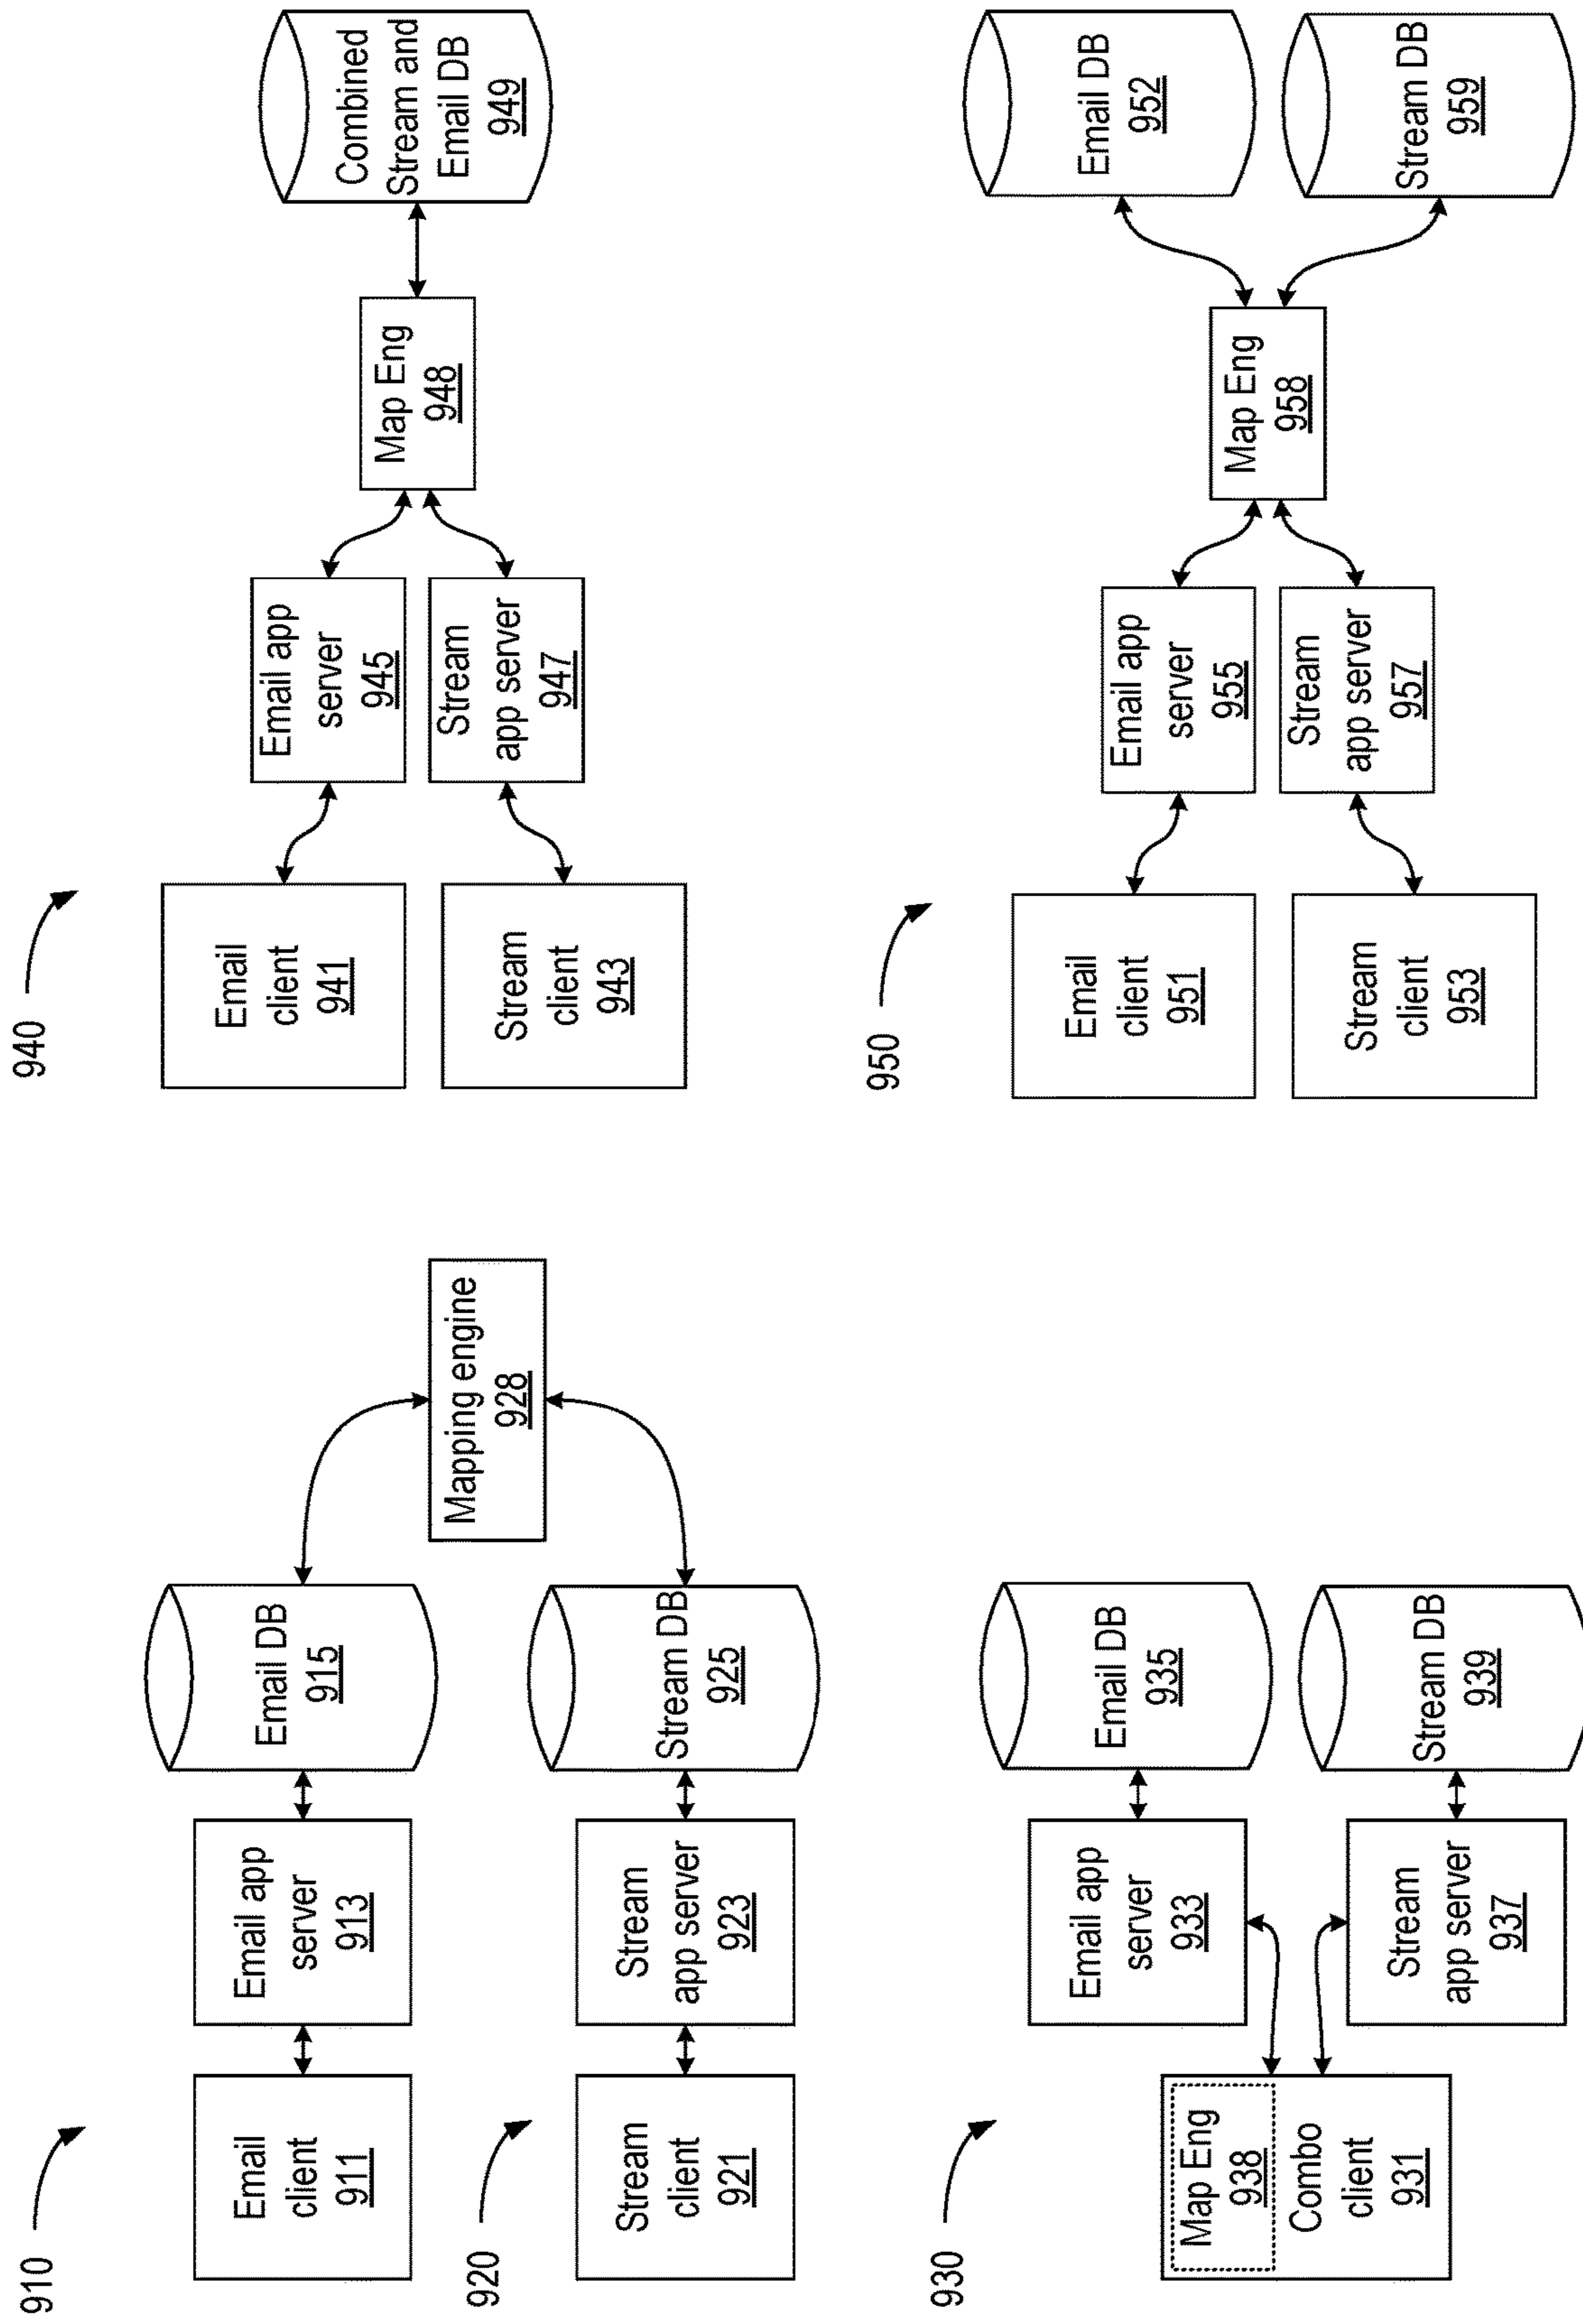 910
Email
client
911
Email app
server
913
Email DB
915
920
Stream
client
921
Stream
app server
923
Stream DB
925
Mapping engine
928
930
Map Eng
938
Combo
client
931
Email app
server
933
Email DB
935
Stream
app server
937
Stream DB
939
940
Email
client
941
Stream
client
943
Email app
server
945
Stream
app server
947
Map Eng
948
Combined
Stream and
Email DB
949
950
Email
client
951
Stream
client
953
Email app
server
955
Stream
app server
957
Map Eng
958
Email DB
952
Stream DB
959